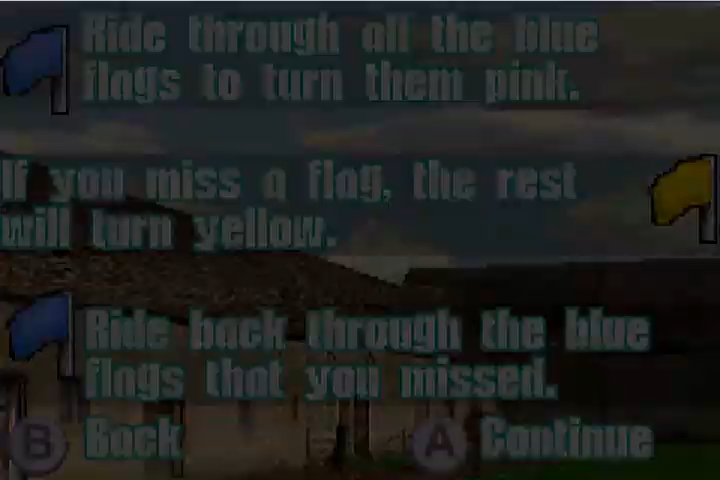 Ride through all the blue
flags to turn them pink.
If you miss a flag, the rest
will turn yellow.
Ride back through the blue
flags that you missed.
B Back A Continue